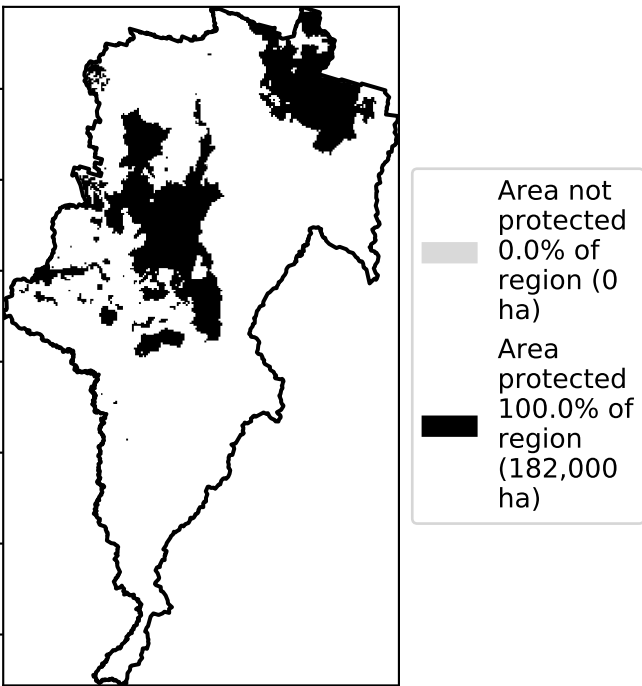 Area not
protected
0.0% of
region (0
ha)
Area
protected
100.0% of
region
(182,000
ha)